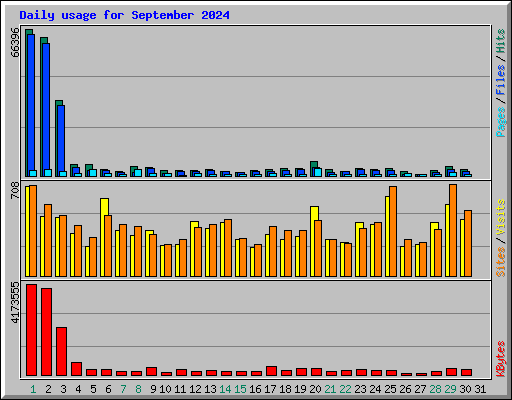 Daily usage for September 2024
66396
Pages / Files / Hits
708
Sites / Visits
4173555
KBytes
1 2 3 4 5 6 7 8 9 10 11 12 13 14 15 16 17 18 19 20 21 22 23 24 25 26 27 28 29 30 31